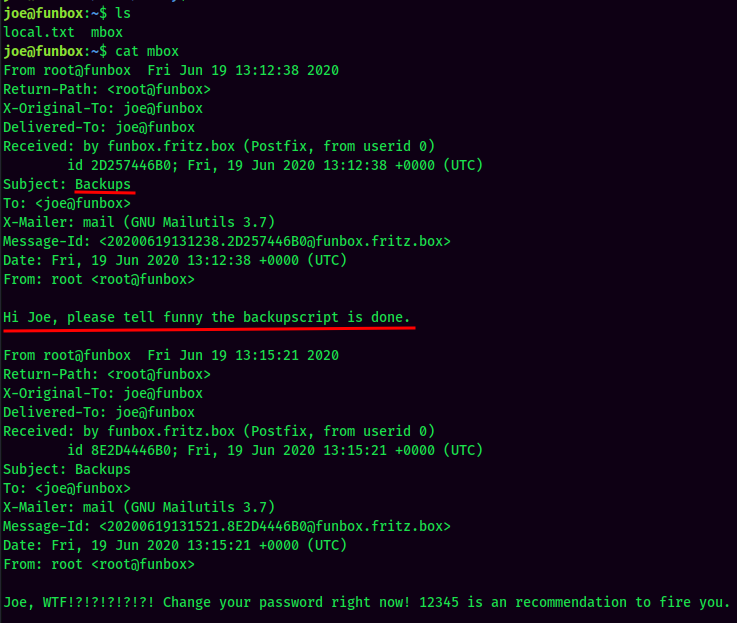 joe@funbox:~$ ls
local.txt  mbox
joe@funbox:~$ cat mbox
From root@funbox  Fri Jun 19 13:12:38 2020
Return-Path: <root@funbox>
X-Original-To: joe@funbox
Delivered-To: joe@funbox
Received: by funbox.fritz.box (Postfix, from userid 0)
        id 2D257446B0; Fri, 19 Jun 2020 13:12:38 +0000 (UTC)
Subject: Backups
To: <joe@funbox>
X-Mailer: mail (GNU Mailutils 3.7)
Message-Id: <20200619131238.2D257446B0@funbox.fritz.box>
Date: Fri, 19 Jun 2020 13:12:38 +0000 (UTC)
From: root <root@funbox>

Hi Joe, please tell funny the backupscript is done.

From root@funbox  Fri Jun 19 13:15:21 2020
Return-Path: <root@funbox>
X-Original-To: joe@funbox
Delivered-To: joe@funbox
Received: by funbox.fritz.box (Postfix, from userid 0)
        id 8E2D4446B0; Fri, 19 Jun 2020 13:15:21 +0000 (UTC)
Subject: Backups
To: <joe@funbox>
X-Mailer: mail (GNU Mailutils 3.7)
Message-Id: <20200619131521.8E2D4446B0@funbox.fritz.box>
Date: Fri, 19 Jun 2020 13:15:21 +0000 (UTC)
From: root <root@funbox>

Joe, WTF!?!?!?!?!?! Change your password right now! 12345 is an recommendation to fire you.